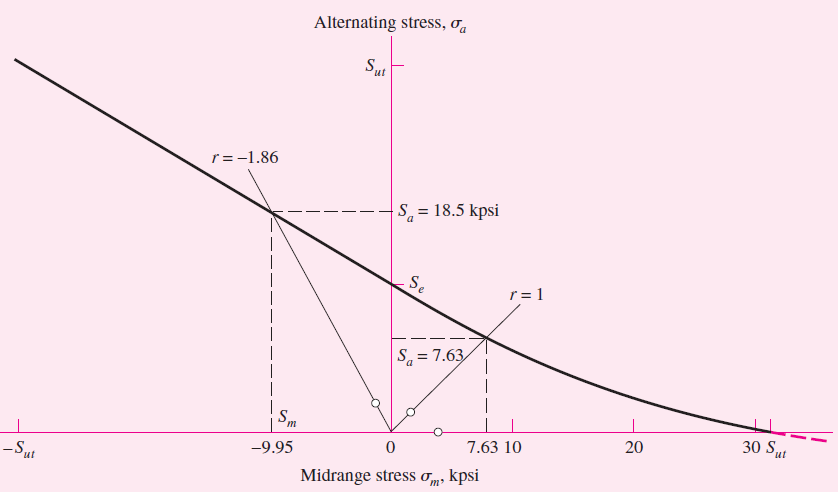 Alternating stress, σₐ
Sᵤₜ
r = –1.86
Sₐ = 18.5 kpsi
Sₑ
r = 1
Sₐ = 7.63
Sₘ
–Sᵤₜ
–9.95
0
7.63
10
20
30
Sᵤₜ
Midrange stress σₘ, kpsi